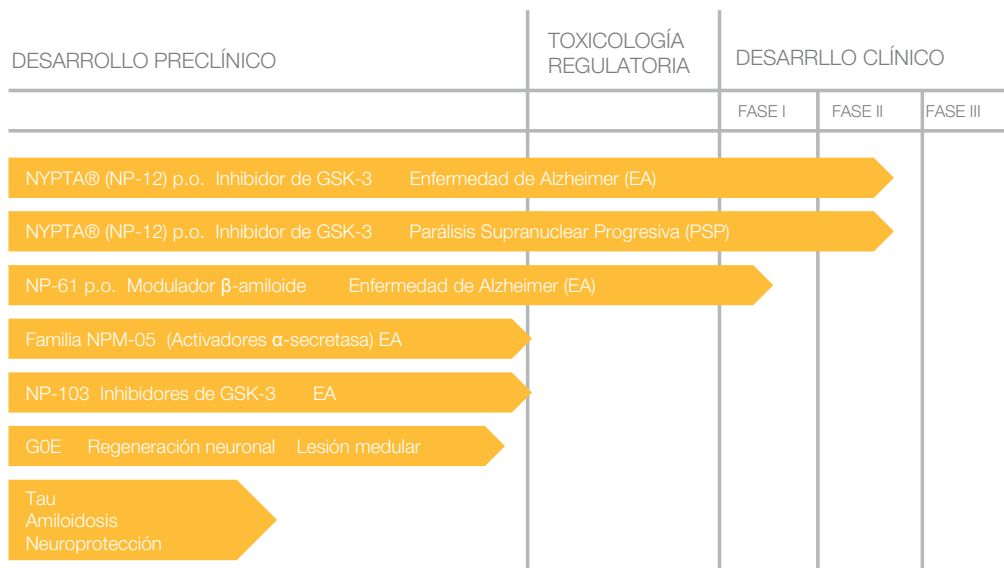 DESARROLLO PRECLÍNICO
TOXICOLOGÍA
REGULATORIA
DESARRLLO CLÍNICO
FASE I
FASE II
FASE III
NYPTA® (NP-12) p.o. Inhibidor de GSK-3 Enfermedad de Alzheimer (EA)
NYPTA® (NP-12) p.o. Inhibidor de GSK-3 Parálisis Supranuclear Progresiva (PSP)
NP-61 p.o. Modulador β-amiloide Enfermedad de Alzheimer (EA)
Familia NPM-05 (Activadores α-secretasa) EA
NP-103 Inhibidores de GSK-3 EA
G0E Regeneración neuronal Lesión medular
Tau
Amiloidosis
Neuroprotección